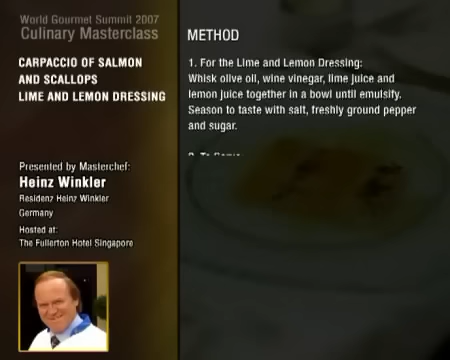 World Gourmet Summit 2007
Culinary Masterclass
CARPACCIO OF SALMON
AND SCALLOPS
LIME AND LEMON DRESSING
Presented by Masterchef:
Heinz Winkler
Residenz Heinz Winkler
Germany
Hosted at:
The Fullerton Hotel Singapore
METHOD
1. For the Lime and Lemon Dressing:
Whisk olive oil, wine vinegar, lime juice and
lemon juice together in a bowl until emulsify.
Season to taste with salt, freshly ground pepper
and sugar.